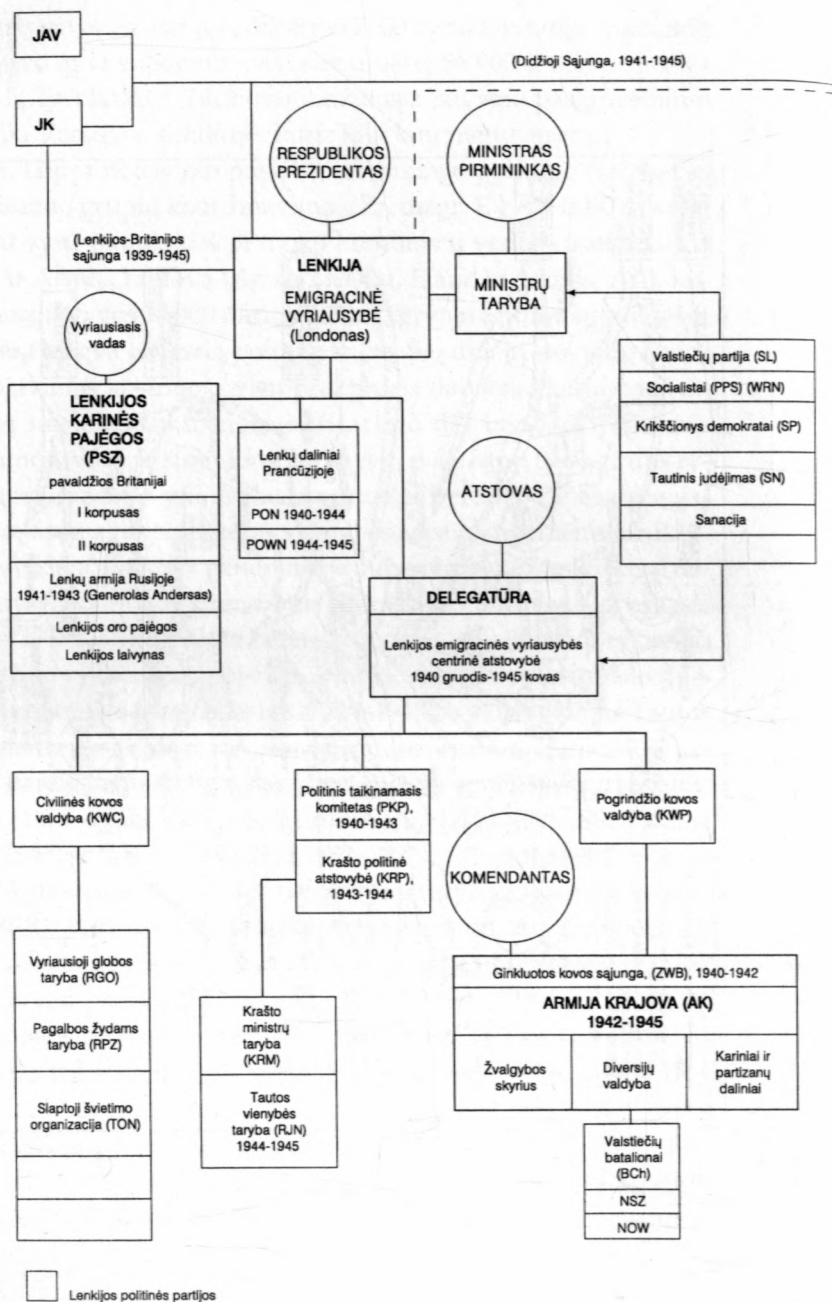 JAV
JK
(Didžioji Sąjunga, 1941-1945)
RESPUBLIKOS
PREZIDENTAS
MINISTRAS
PIRMININKAS
(Lenkijos-Britanijos
sąjunga 1939-1945)
LENKIJA
EMIGRACINĖ
VYRIAUSYBĖ
(Londonas)
MINISTRŲ
TARYBA
Vyriausiasis
vadas
Valstiečių partija (SL)
Socialistai (PPS) (WRN)
Krikščionys demokratai (SP)
Tautinis judėjimas (SN)
Sanacija
LENKIJOS
KARINĖS
PAJĖGOS
(PSZ)
pavaldžios Britanijai
I korpusas
II korpusas
Lenkų armija Rusijoje
1941-1943 (Generolas Andersas)
Lenkijos oro pajėgos
Lenkijos laivynas
Lenkų daliniai
Prancūzijoje
PON 1940-1944
POWN 1944-1945
ATSTOVAS
DELEGATŪRA
Lenkijos emigracinės vyriausybės
centrinė atstovybė
1940 gruodis-1945 kovas
Civilinės kovos
valdyba (KWC)
Politinis taikinamasis
komitetas (PKP),
1940-1943
Krašto politinė
atstovybė (KRP),
1943-1944
Pogrindžio kovos
valdyba (KWP)
KOMENDANTAS
Vyriausioji globos
taryba (RGO)
Pagalbos žydams
taryba (RPZ)
Slaptoji švietimo
organizacija (TON)
Krašto
ministrų
taryba
(KRM)
Tautos
vienybės
taryba (RJN)
1944-1945
Ginkluotos kovos sąjunga, (ZWB), 1940-1942
ARMIJA KRAJOVA (AK)
1942-1945
Žvalgybos
skyrius
Diversijų
valdyba
Kariniai ir
partizanų
daliniai
Valstiečių
batalionai
(BCh)
NSZ
NOW
Lenkijos politinės partijos